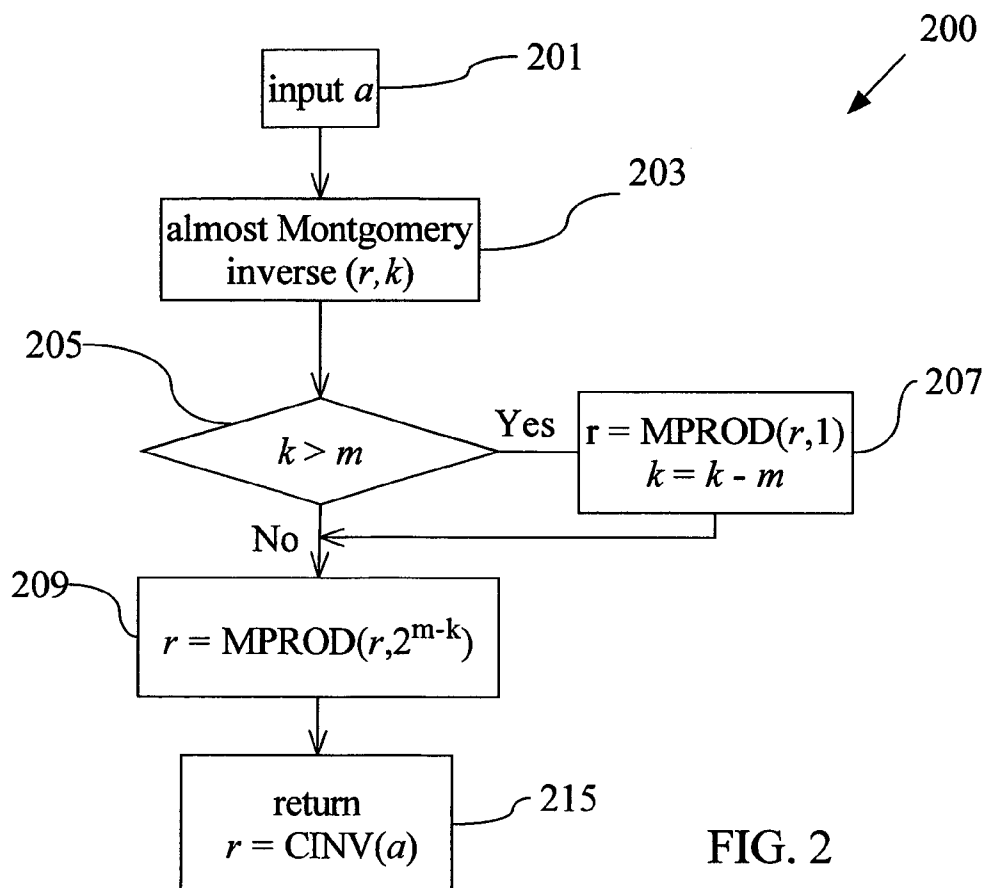 200
201
input a
203
almost Montgomery
inverse (r,k)
205
k > m
Yes
207
r = MPROD(r,1)
k = k - m
No
209
r = MPROD(r,2^{m-k})
return
r = CINV(a)
215
FIG. 2